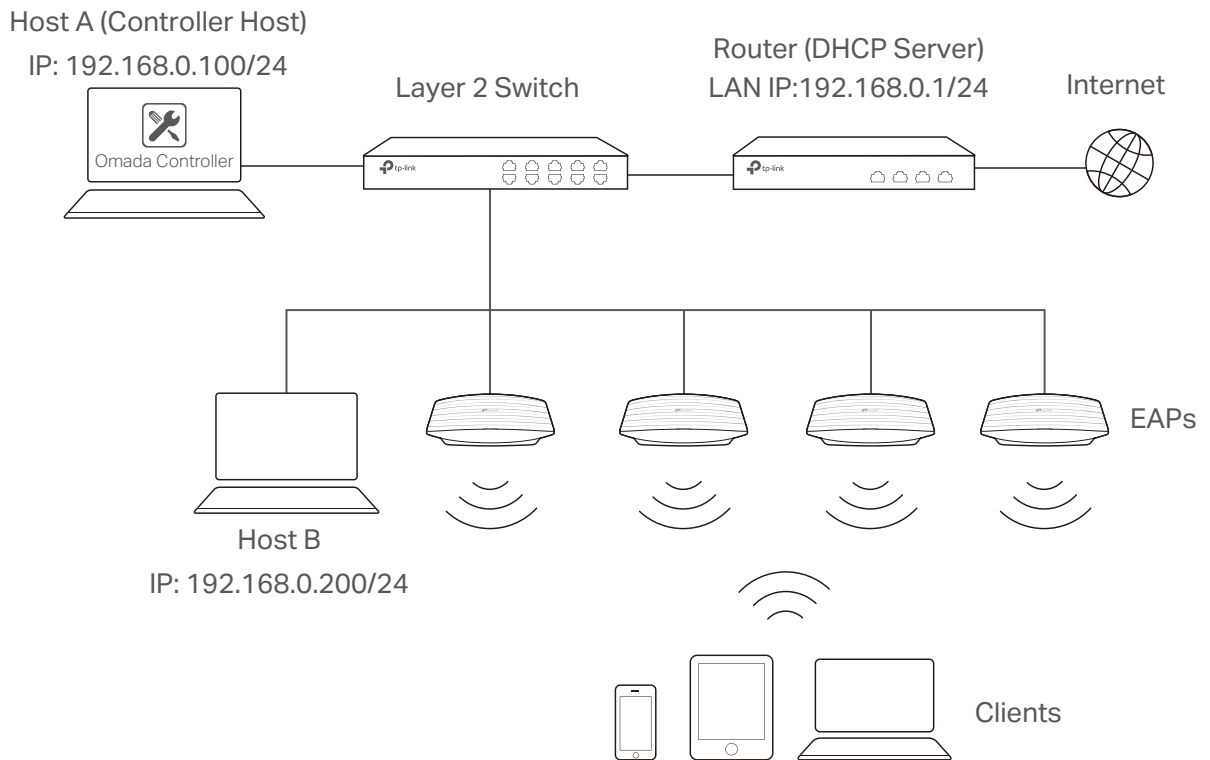 Host A (Controller Host)
IP: 192.168.0.100/24
Omada Controller
Layer 2 Switch
tp-link
Router (DHCP Server)
LAN IP:192.168.0.1/24
tp-link
Internet
EAPs
Host B
IP: 192.168.0.200/24
Clients